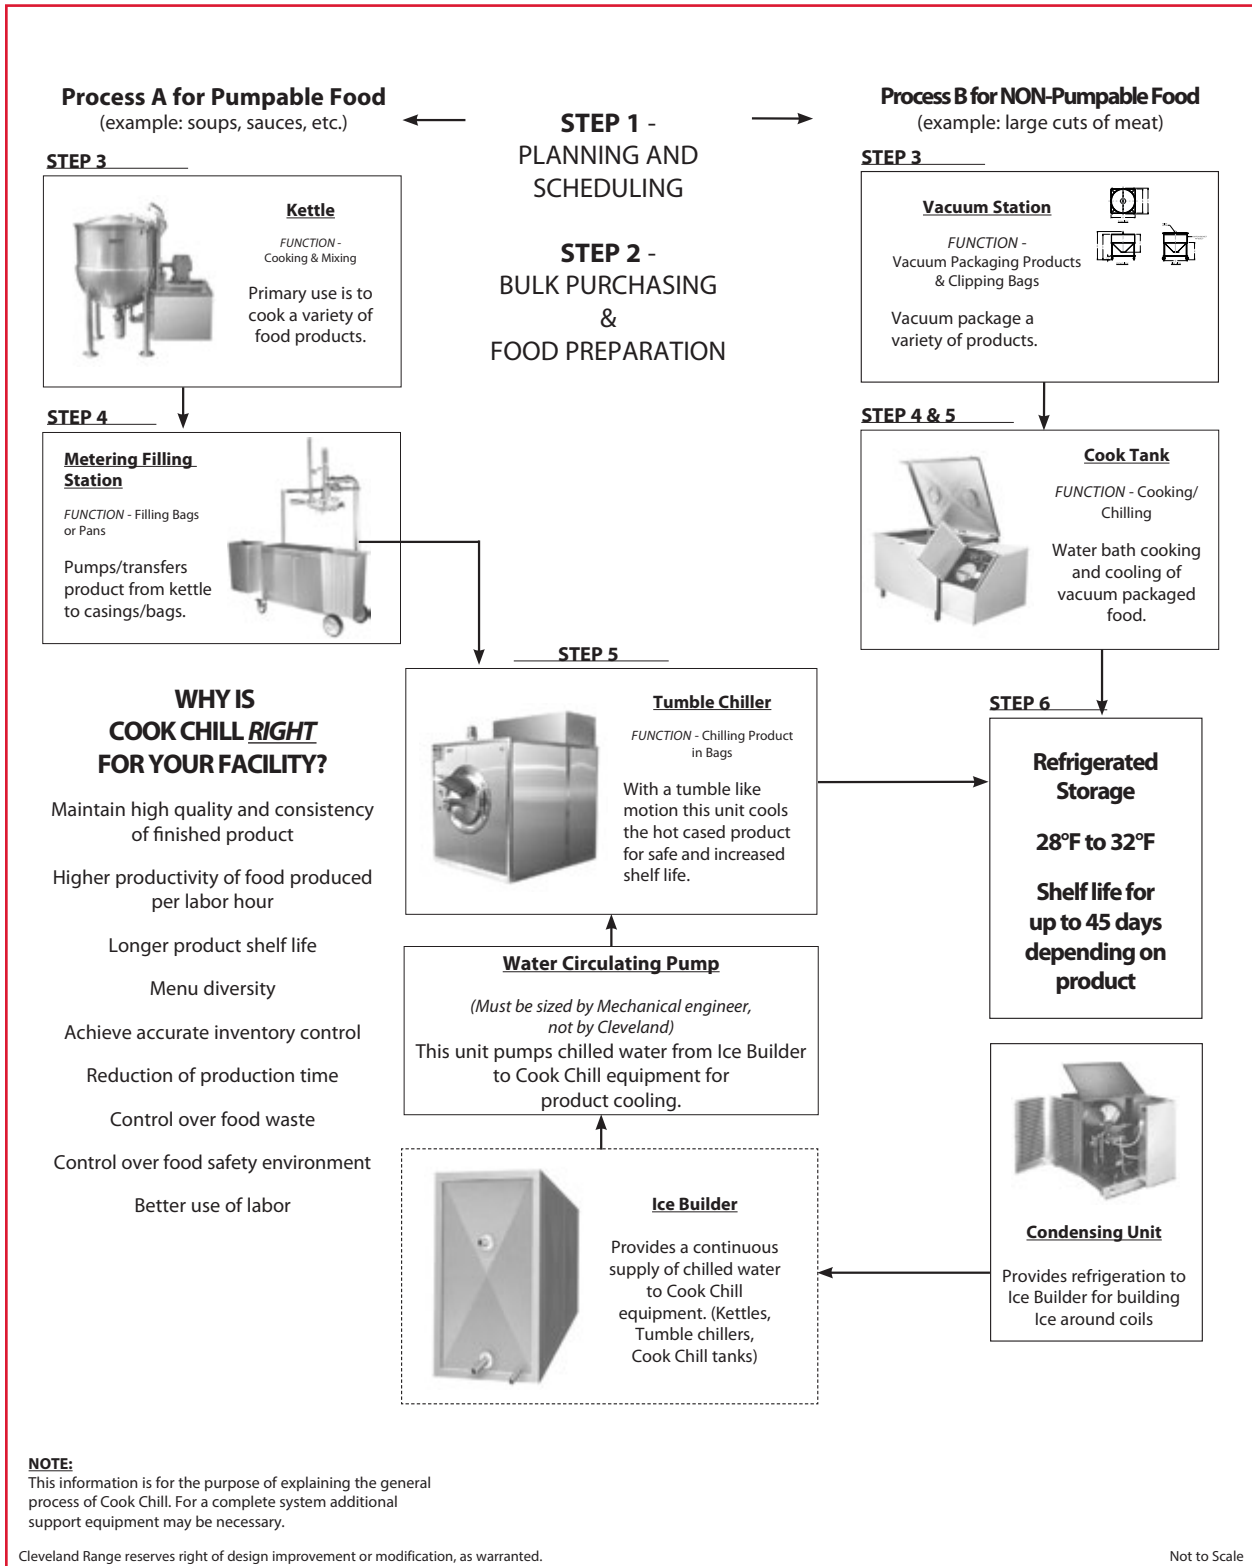 Process A for Pumpable Food
(example: soups, sauces, etc.)
STEP 1 -
PLANNING AND
SCHEDULING
STEP 2 -
BULK PURCHASING
&
FOOD PREPARATION
Process B for NON-Pumpable Food
(example: large cuts of meat)
STEP 3
Kettle
FUNCTION -
Cooking & Mixing
Primary use is to
cook a variety of
food products.
STEP 4
Metering Filling
Station
FUNCTION - Filling Bags
or Pans
Pumps/transfers
product from kettle
to casings/bags.
STEP 3
Vacuum Station
FUNCTION -
Vacuum Packaging Products
& Clipping Bags
Vacuum package a
variety of products.
STEP 4 & 5
Cook Tank
FUNCTION - Cooking/
Chilling
Water bath cooking
and cooling of
vacuum packaged
food.
STEP 5
Tumble Chiller
FUNCTION - Chilling Product
in Bags
With a tumble like
motion this unit cools
the hot cased product
for safe and increased
shelf life.
STEP 6
Refrigerated
Storage
28°F to 32°F
Shelf life for
up to 45 days
depending on
product
WHY IS
COOK CHILL RIGHT
FOR YOUR FACILITY?
Maintain high quality and consistency
of finished product
Higher productivity of food produced
per labor hour
Longer product shelf life
Menu diversity
Achieve accurate inventory control
Reduction of production time
Control over food waste
Control over food safety environment
Better use of labor
Water Circulating Pump
(Must be sized by Mechanical engineer,
not by Cleveland)
This unit pumps chilled water from Ice Builder
to Cook Chill equipment for
product cooling.
Ice Builder
Provides a continuous
supply of chilled water
to Cook Chill
equipment. (Kettles,
Tumble chillers,
Cook Chill tanks)
Condensing Unit
Provides refrigeration to
Ice Builder for building
Ice around coils
NOTE:
This information is for the purpose of explaining the general
process of Cook Chill. For a complete system additional
support equipment may be necessary.
Cleveland Range reserves right of design improvement or modification, as warranted.
Not to Scale